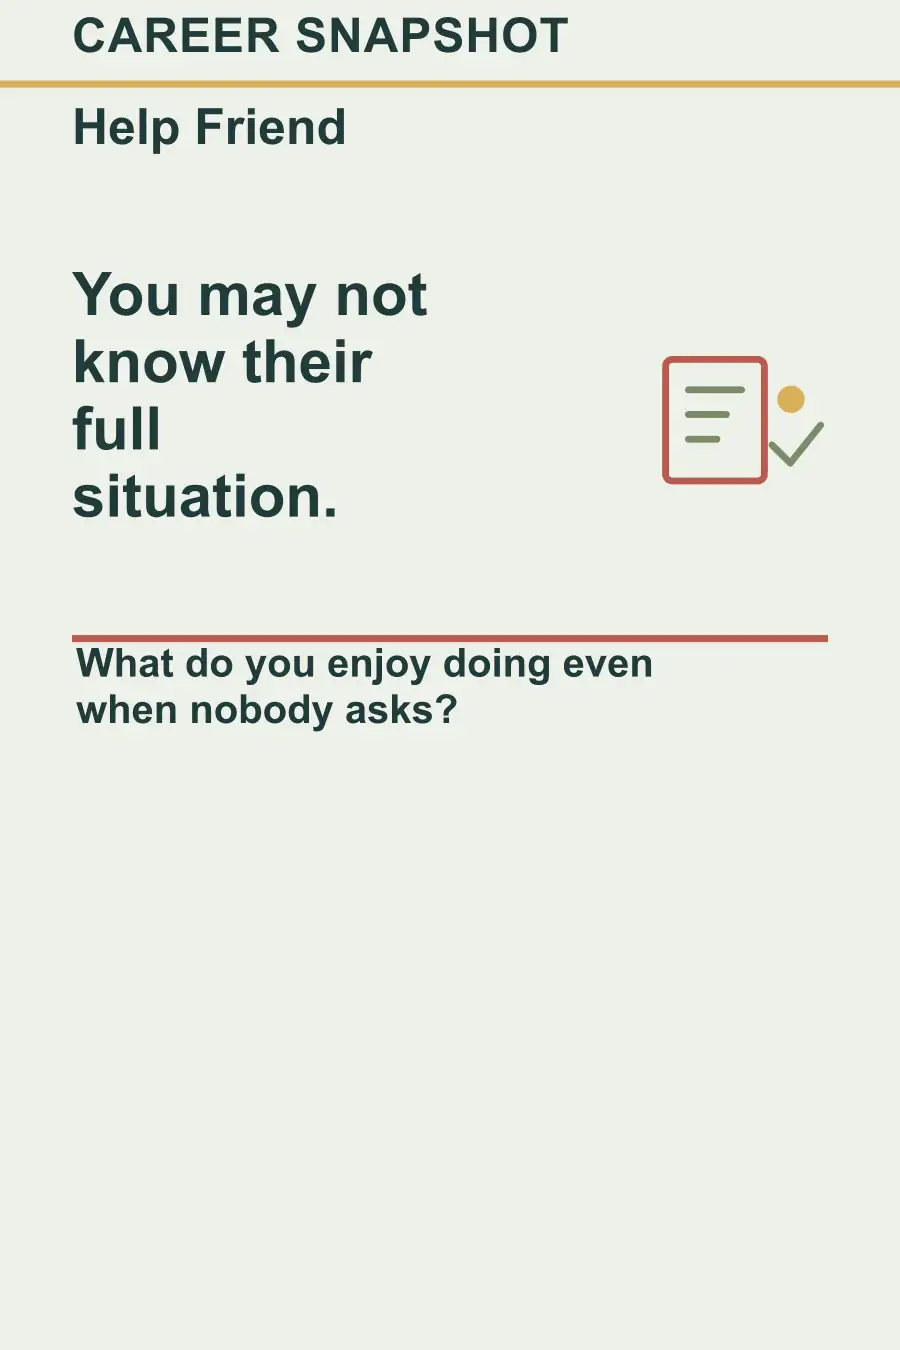 CAREER SNAPSHOT
Help Friend
You may not
know their
full
situation.
What do you enjoy doing even
when nobody asks?